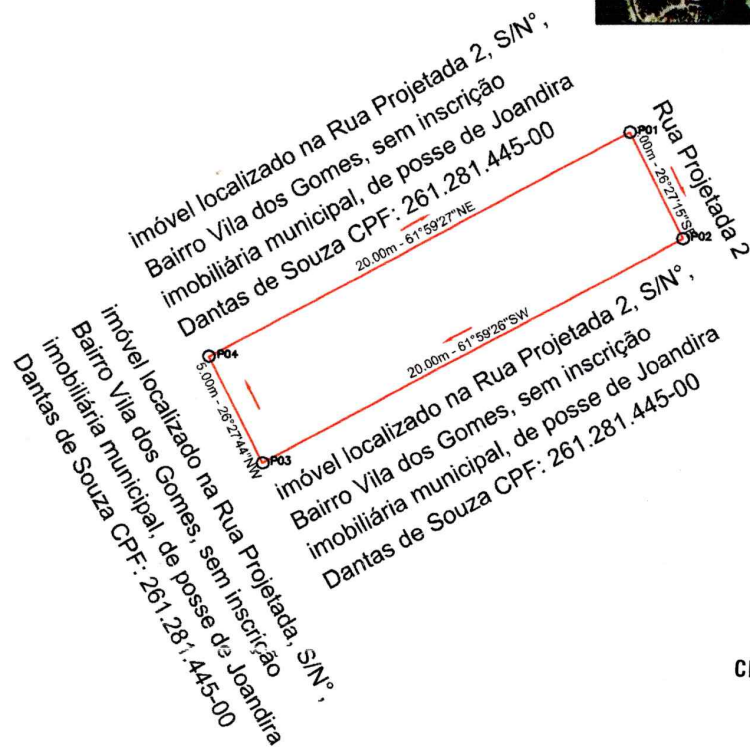 imóvel localizado na Rua Projetada 2, S/N°,
Bairro Vila dos Gomes, sem inscrição
imobiliária municipal, de posse de Joandira
Dantas de Souza CPF: 261.281.445-00
P01
Rua Projetada 2
.00m - 26°27'15"SE
P02
20.00m - 61°59'27"NE
20.00m - 61°59'26"SW
P04
5.00m - 26°27'44"NW
P03
imóvel localizado na Rua Projetada 2, S/N°,
Bairro Vila dos Gomes, sem inscrição
imobiliária municipal, de posse de Joandira
Dantas de Souza CPF: 261.281.445-00
imóvel localizado na Rua Projetada, S/N°,
Bairro Vila dos Gomes, sem inscrição
imobiliária municipal, de posse de Joandira
Dantas de Souza CPF: 261.281.445-00